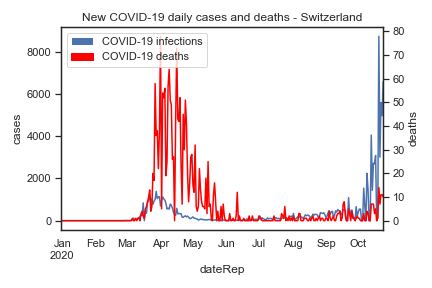 New COVID-19 daily cases and deaths - Switzerland
COVID-19 infections
COVID-19 deaths
8000
6000
4000
2000
0
cases
80
70
60
50
40
30
20
10
0
deaths
Jan Feb Mar Apr May Jun Jul Aug Sep Oct
2020
dateRep